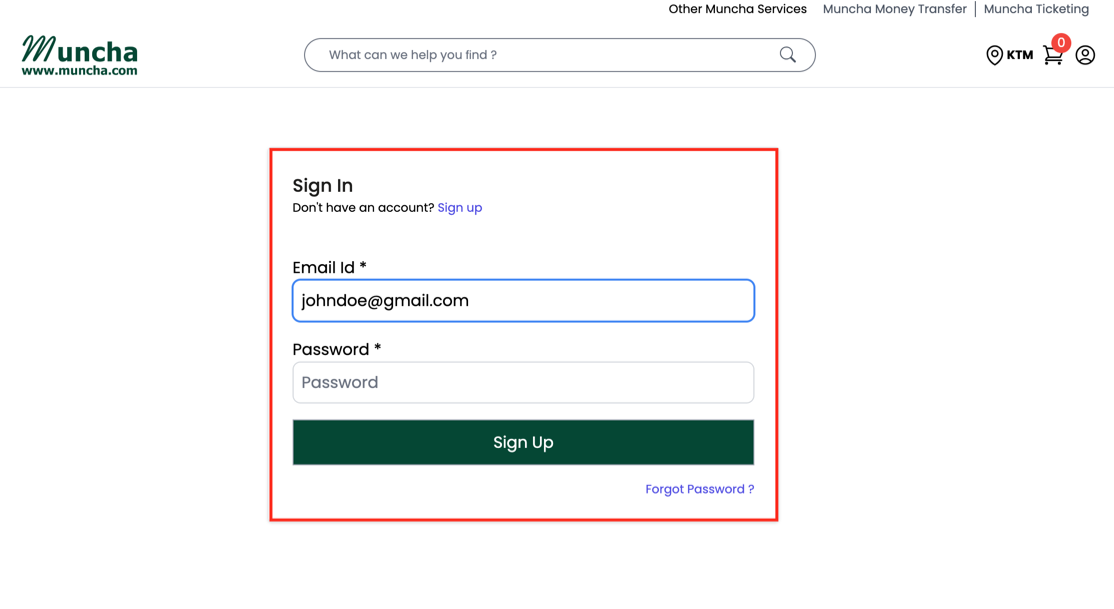 Other Muncha Services Muncha Money Transfer | Muncha Ticketing
Muncha
www.muncha.com
What can we help you find ?
KTM
0
Sign In
Don't have an account? Sign up
Email Id *
johndoe@gmail.com
Password *
Password
Sign Up
Forgot Password ?